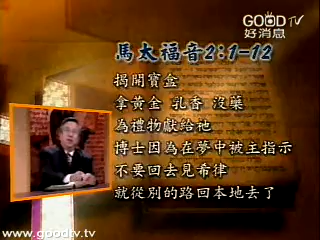 GOOD TV
好消息
馬太福音2:1-12
揭開寶盒
拿黃金 乳香 沒藥
為禮物獻給祂
博士因為在夢中被主指示
不要回去見希律
就從別的路回本地去了
www.goodtv.tv